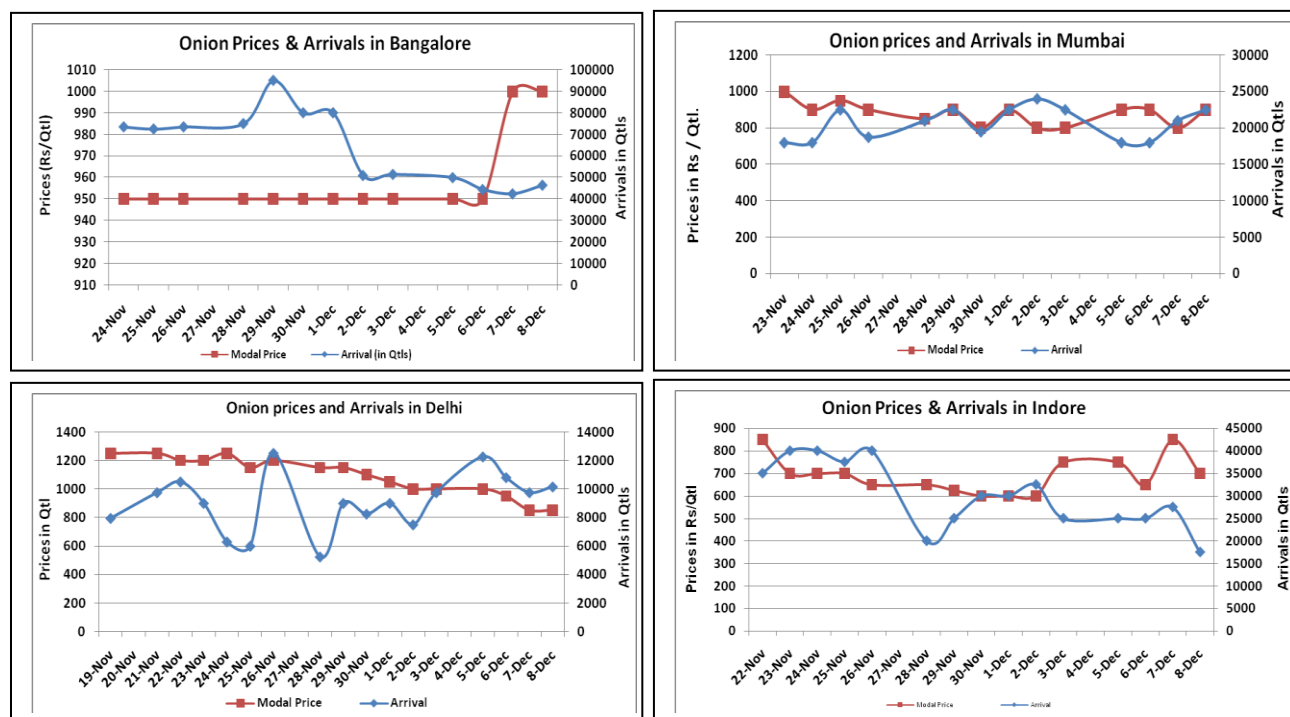 Onion Prices & Arrivals in Bangalore
Prices (Rs/Qtl)
1010
1000
990
980
970
960
950
940
930
920
910
100000
90000
80000
70000
60000
50000
40000
30000
20000
10000
0
Arrivals in Qtls
24-Nov
25-Nov
26-Nov
27-Nov
28-Nov
29-Nov
30-Nov
1-Dec
2-Dec
3-Dec
4-Dec
5-Dec
6-Dec
7-Dec
8-Dec
Modal Price Arrival (in Qtls)
Onion prices and Arrivals in Mumbai
Prices in Rs / Qtl.
1200
1000
800
600
400
200
0
30000
25000
20000
15000
10000
5000
0
Arrivals in Qtls
23-Nov
24-Nov
25-Nov
26-Nov
27-Nov
28-Nov
29-Nov
30-Nov
1-Dec
2-Dec
3-Dec
4-Dec
5-Dec
6-Dec
7-Dec
8-Dec
Modal Price Arrival
Onion prices and Arrivals in Delhi
Prices in Qtl
1400
1200
1000
800
600
400
200
0
14000
12000
10000
8000
6000
4000
2000
0
Arrivals in Qtls
19-Nov
20-Nov
21-Nov
22-Nov
23-Nov
24-Nov
25-Nov
26-Nov
27-Nov
28-Nov
29-Nov
30-Nov
1-Dec
2-Dec
3-Dec
4-Dec
5-Dec
6-Dec
7-Dec
8-Dec
Modal Price Arrival
Onion Prices & Arrivals in Indore
Prices in Rs/Qtl
900
800
700
600
500
400
300
200
100
0
45000
40000
35000
30000
25000
20000
15000
10000
5000
0
Arrivals in Qtls
22-Nov
23-Nov
24-Nov
25-Nov
26-Nov
27-Nov
28-Nov
29-Nov
30-Nov
1-Dec
2-Dec
3-Dec
4-Dec
5-Dec
6-Dec
7-Dec
8-Dec
Modal Price Arrival